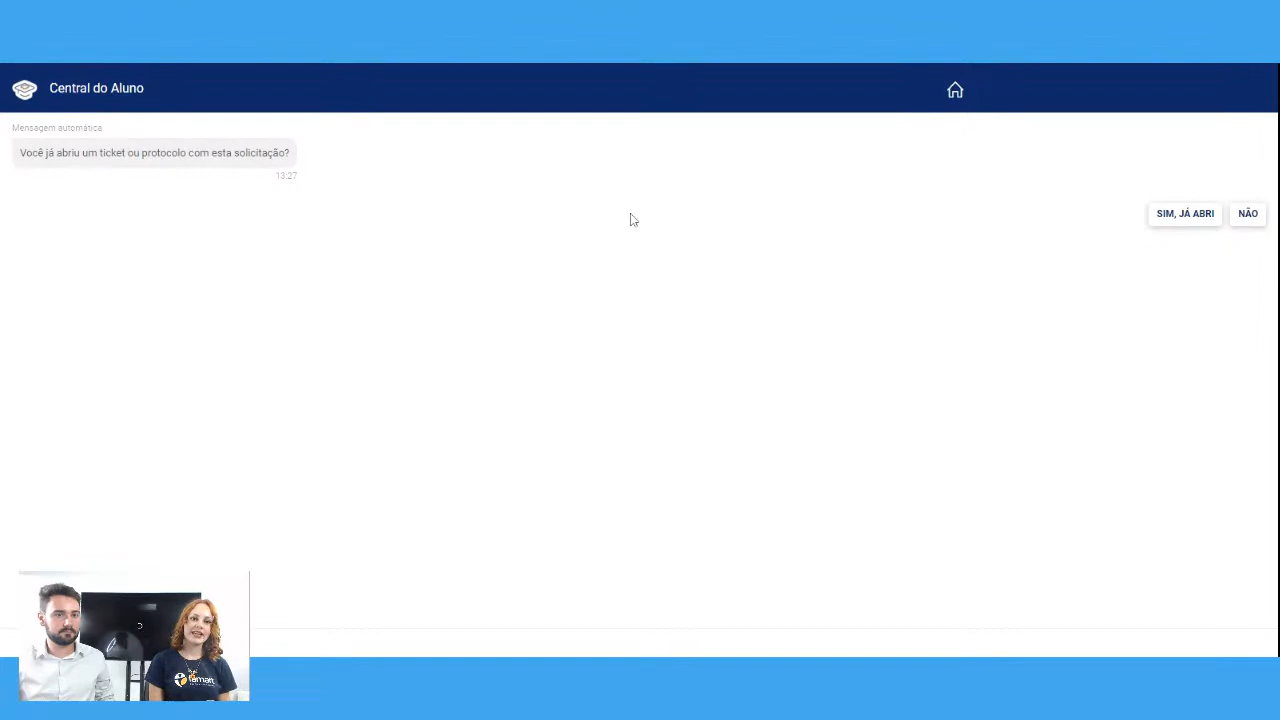 Central do Aluno
Mensagem automatica
Você já abriu um ticket ou protocolo com esta solicitação?
13:27
SIM, JÁ ABRI
NÃO